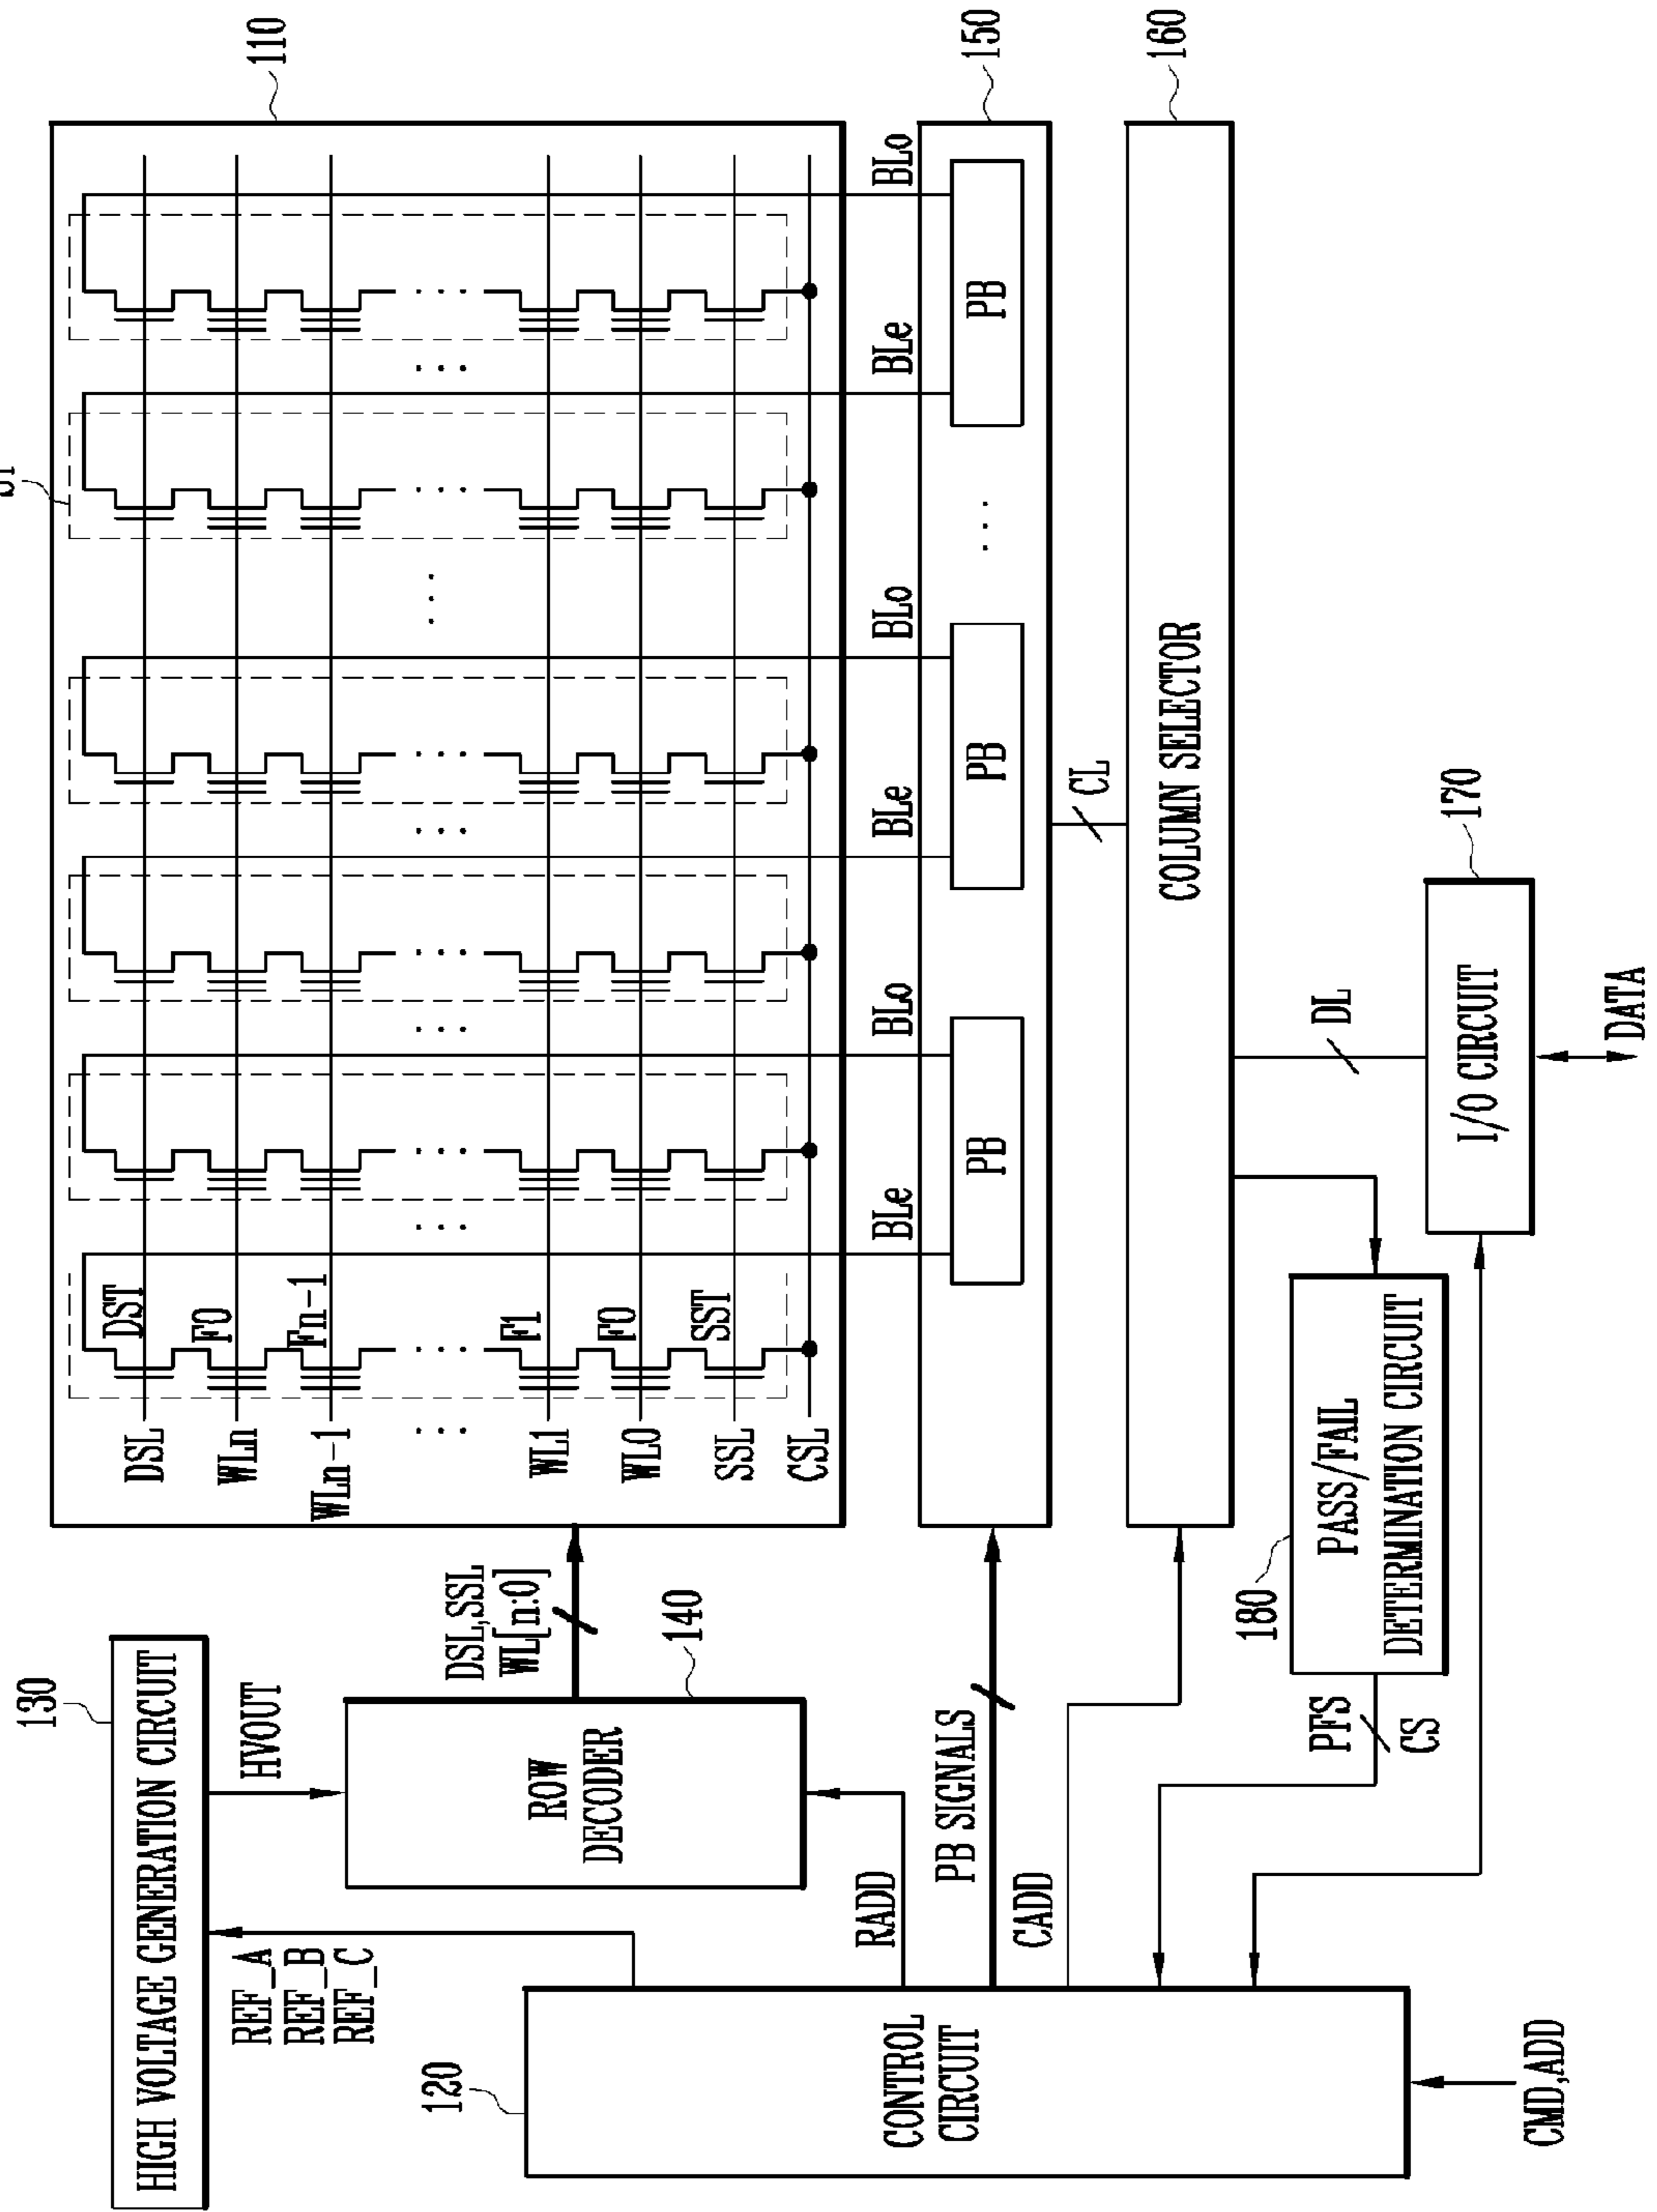 130
HIGH VOLTAGE GENERATION CIRCUIT
REF_A
REF_B
REF_C
HVOUT
120
CONTROL
CIRCUIT
CMD,ADD
ROW
DECODER
140
RADD
DSL,SSL
WL[n:0]
PB SIGNALS
CADD
PFS
CS
180
PASS/FAIL
DETERMINATION CIRCUIT
110
DSL
WLn
WLn-1
· · ·
WL1
WL0
SSL
CSL
DST
F0
Fn-1
F1
F0
SST
BLe
BLo
BLe
BLo
BLe
BLo
150
PB
PB
· · ·
PB
CL
160
COLUMN SELECTOR
DL
170
I/O CIRCUIT
DATA